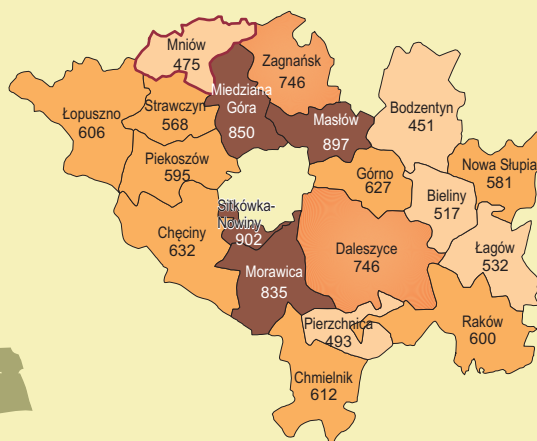 Mniów
475
Zagnańsk
746
Miedziana
Góra
850
Bodzentyn
451
Łopuszno
606
Strawczyn
568
Masłów
897
Piekoszów
595
Górno
627
Nowa Słupia
581
Bieliny
517
Sitkówka-
Nowiny
902
Chęciny
632
Daleszyce
746
Łagów
532
Morawica
835
Pierzchnica
493
Raków
600
Chmielnik
612